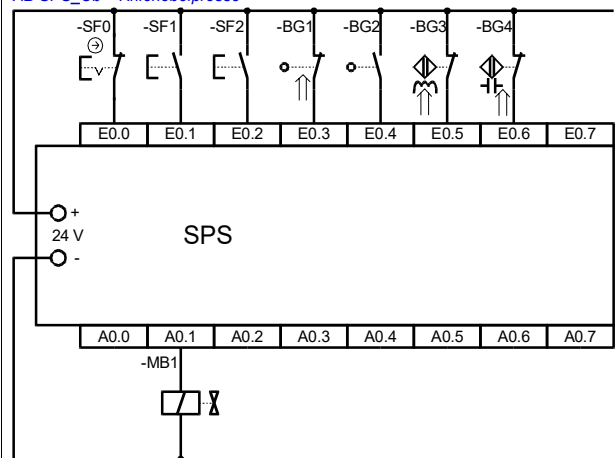 -SF0 -SF1 -SF2 -BG1 -BG2 -BG3 -BG4
E0.0 E0.1 E0.2 E0.3 E0.4 E0.5 E0.6 E0.7
+
24 V
-
SPS
A0.0 A0.1 A0.2 A0.3 A0.4 A0.5 A0.6 A0.7
-MB1